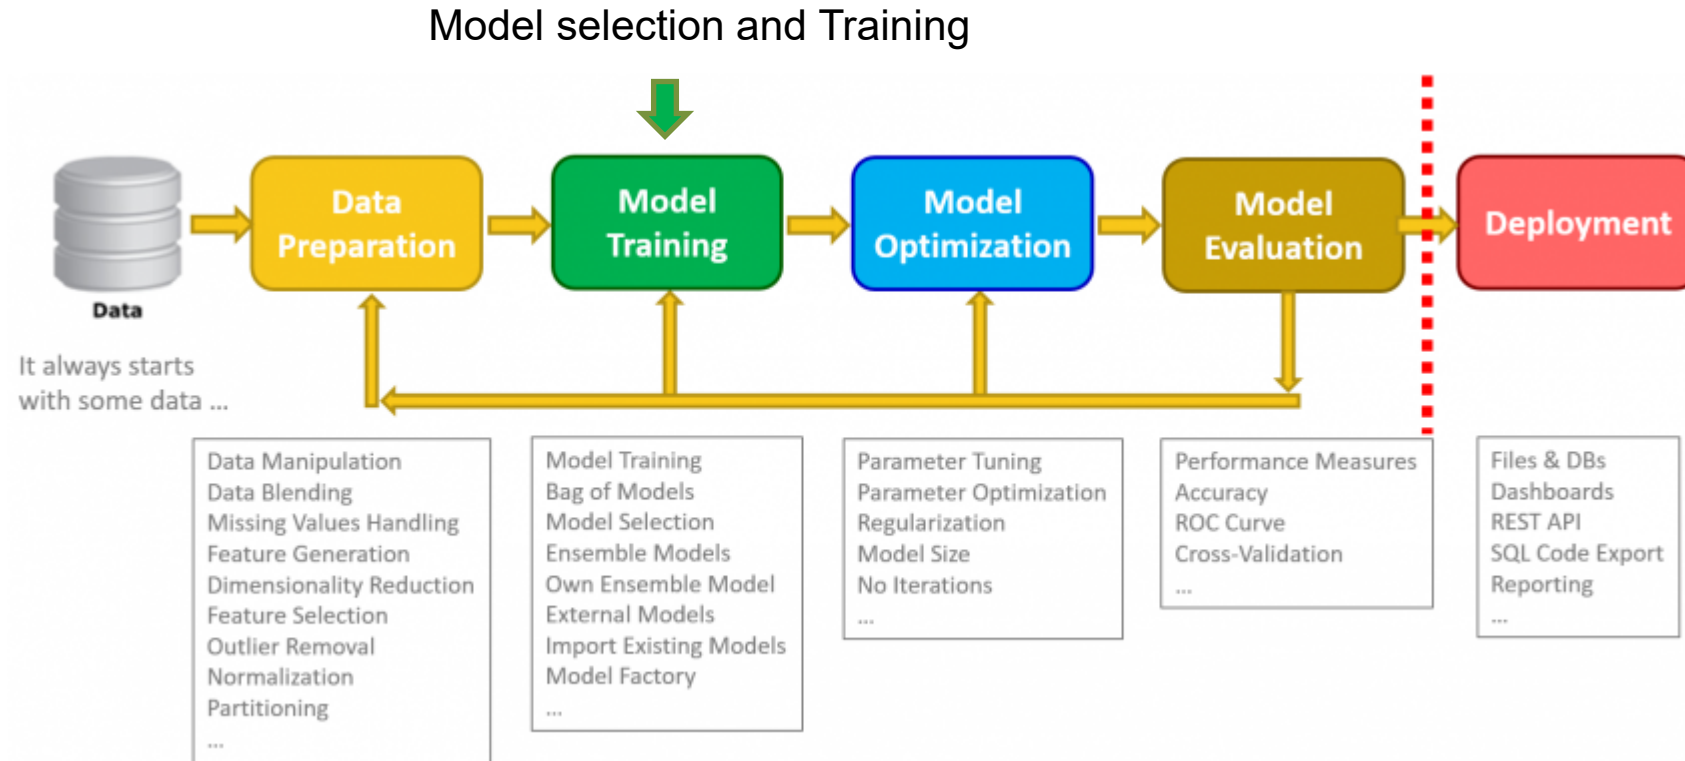 Model selection and Training
Data
Preparation
Model
Training
Model
Optimization
Model
Evaluation
Deployment
Data
It always starts
with some data ...
Data Manipulation
Data Blending
Missing Values Handling
Feature Generation
Dimensionality Reduction
Feature Selection
Outlier Removal
Normalization
Partitioning
...
Model Training
Bag of Models
Model Selection
Ensemble Models
Own Ensemble Model
External Models
Import Existing Models
Model Factory
...
Parameter Tuning
Parameter Optimization
Regularization
Model Size
No Iterations
...
Performance Measures
Accuracy
ROC Curve
Cross-Validation
...
Files & DBs
Dashboards
REST API
SQL Code Export
Reporting
...